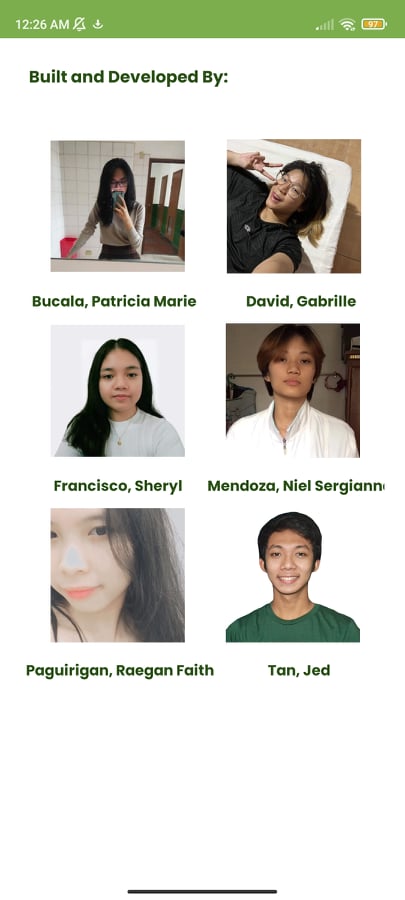 12:26 AM 97
Built and Developed By:
Bucala, Patricia Marie David, Gabrille
Francisco, Sheryl Mendoza, Niel Sergiann
Paguirigan, Raegan Faith Tan, Jed